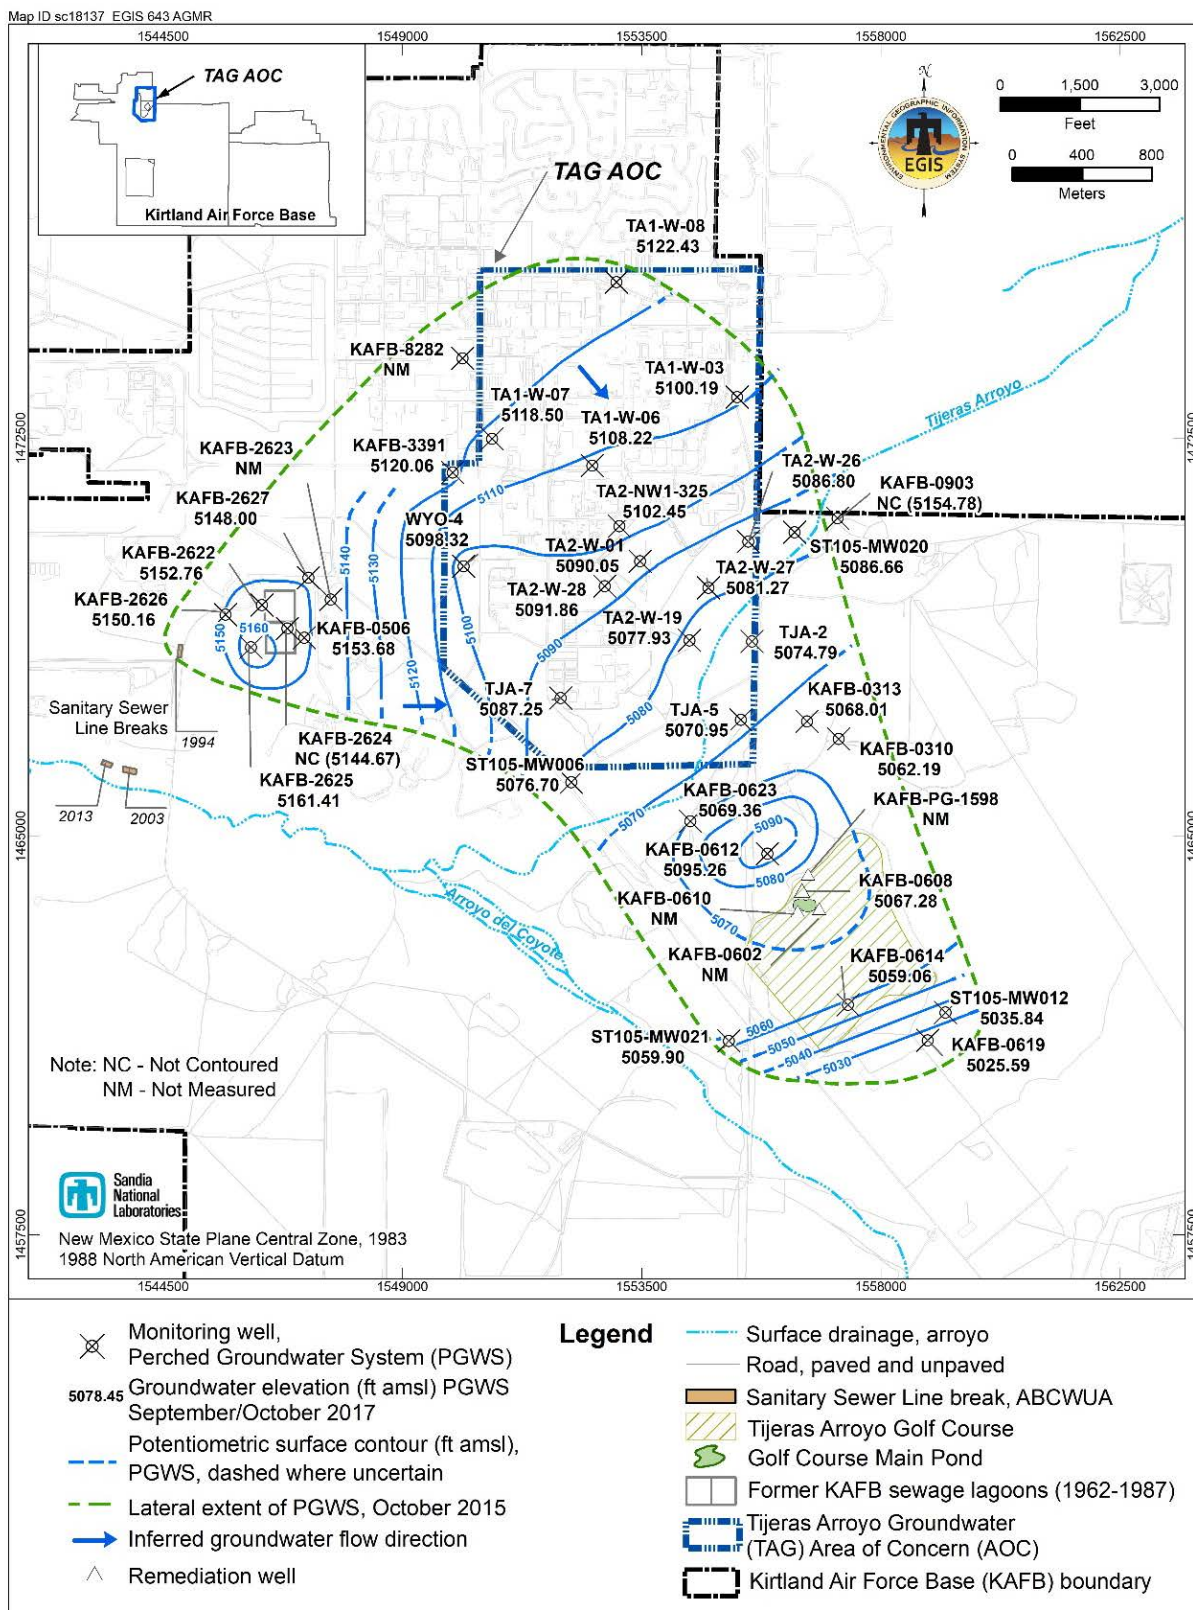 Map ID sc18137 EGIS 643 AGMR
1544500 1549000 1553500 1558000 1562500
TAG AOC
Kirtland Air Force Base
TAG AOC
N
ENVIRONMENTAL GEOGRAPHIC INFORMATION SYSTEM
EGIS
0 1,500 3,000
Feet
0 400 800
Meters
TA1-W-08
5122.43
KAFB-8282
NM
TA1-W-03
5100.19
TA1-W-07
5118.50
TA1-W-06
5108.22
Tijeras Arroyo
1472500
1472500
KAFB-2623
NM
KAFB-3391
5120.06
5110
TA2-W-26
5086.80
KAFB-0903
NC (5154.78)
KAFB-2627
5148.00
TA2-NW1-325
5102.45
WYO-4
5098.32
5140
5130
TA2-W-01
5090.05
ST105-MW020
5086.66
KAFB-2622
5152.76
TA2-W-27
5081.27
TA2-W-28
5091.86
KAFB-2626
5150.16
TA2-W-19
5077.93
5150
5160
KAFB-0506
5153.68
5100
5090
TJA-2
5074.79
5120
TJA-7
5087.25
5080
KAFB-0313
5068.01
Sanitary Sewer
Line Breaks
1994
TJA-5
5070.95
KAFB-2624
NC (5144.67)
KAFB-0310
5062.19
ST105-MW006
5076.70
KAFB-2625
5161.41
KAFB-0623
5069.36
KAFB-PG-1598
NM
2013
2003
5070
5090
1465000
1465000
KAFB-0612
5095.26
5080
KAFB-0610
NM
KAFB-0608
5067.28
Arroyo del Coyote
5070
KAFB-0602
NM
KAFB-0614
5059.06
ST105-MW012
5035.84
ST105-MW021
5059.90
5060
5050
5040
5030
KAFB-0619
5025.59
Note: NC - Not Contoured
NM - Not Measured
Sandia
National
Laboratories
New Mexico State Plane Central Zone, 1983
1988 North American Vertical Datum
1457500
1457500
1544500 1549000 1553500 1558000 1562500
Legend
Monitoring well,
Perched Groundwater System (PGWS)
5078.45 Groundwater elevation (ft amsl) PGWS
September/October 2017
Potentiometric surface contour (ft amsl),
PGWS, dashed where uncertain
Lateral extent of PGWS, October 2015
Inferred groundwater flow direction
Remediation well
Surface drainage, arroyo
Road, paved and unpaved
Sanitary Sewer Line break, ABCWUA
Tijeras Arroyo Golf Course
Golf Course Main Pond
Former KAFB sewage lagoons (1962-1987)
Tijeras Arroyo Groundwater
(TAG) Area of Concern (AOC)
Kirtland Air Force Base (KAFB) boundary